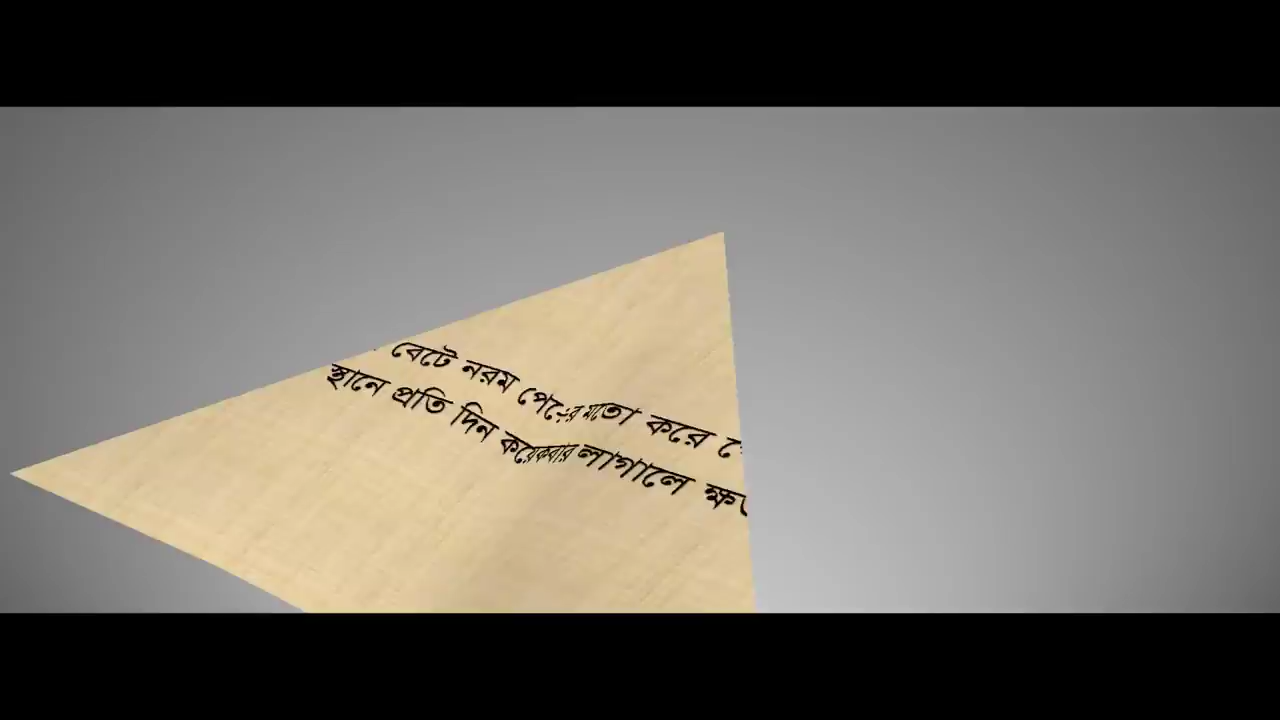 বেটে নরম মতো করে
স্থানে প্রতি দিন কয়েকবার লাগালে